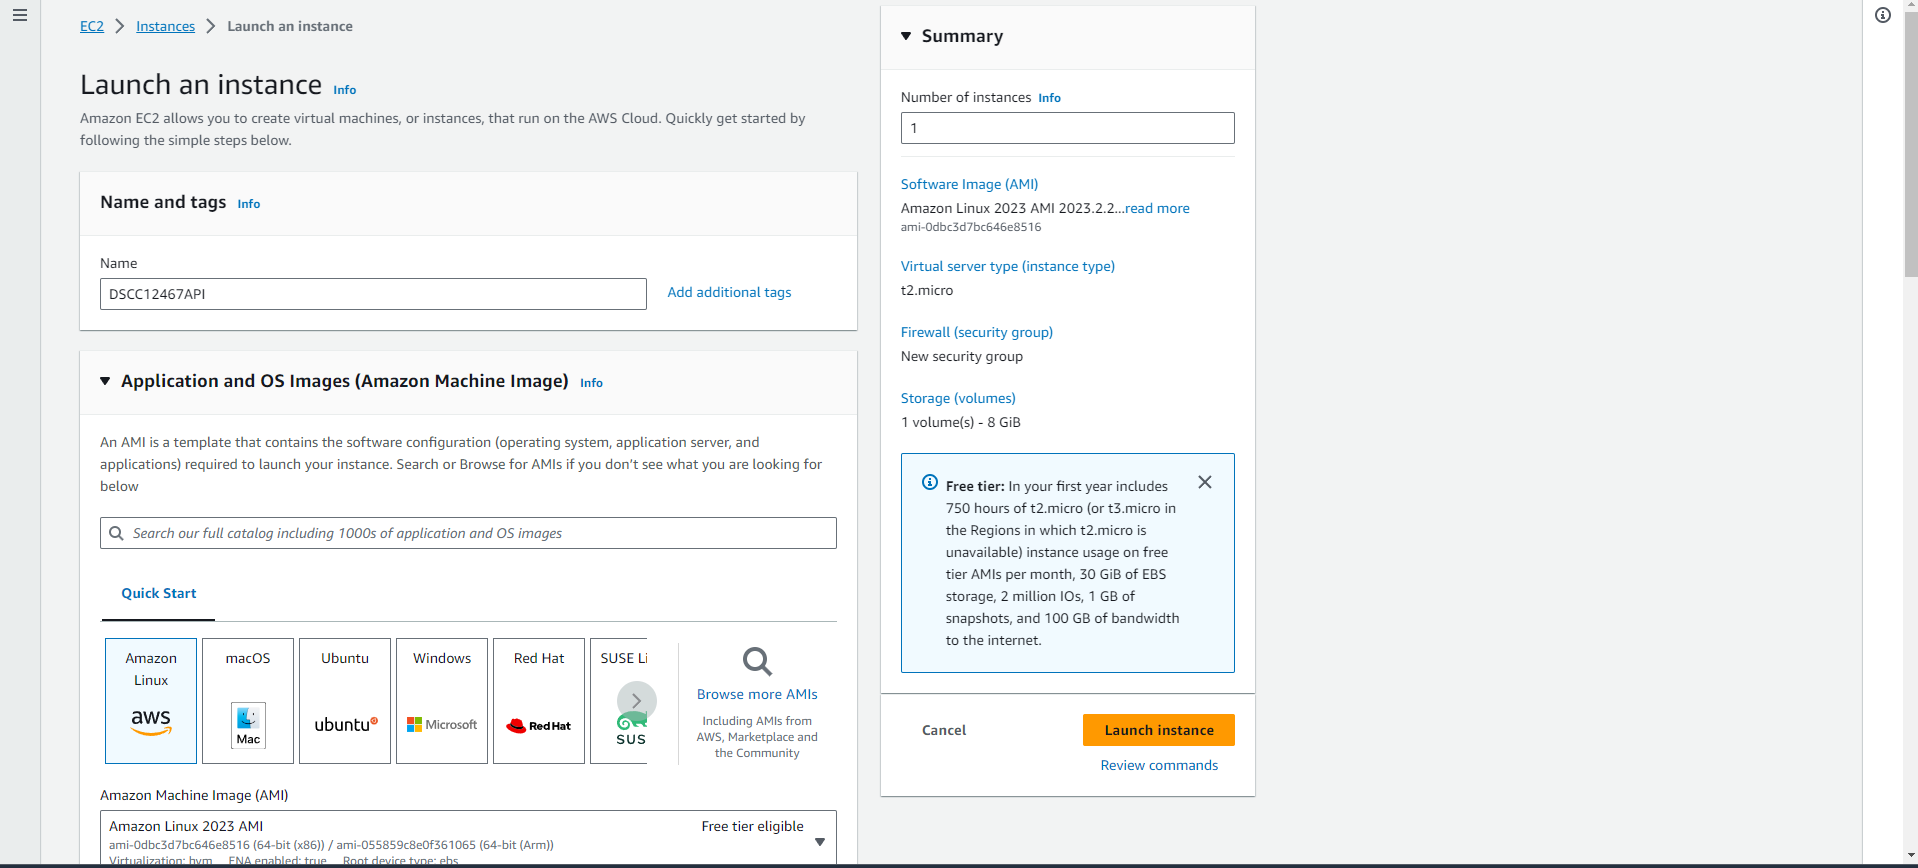 EC2 > Instances > Launch an instance
Launch an instance Info
Amazon EC2 allows you to create virtual machines, or instances, that run on the AWS Cloud. Quickly get started by
following the simple steps below.
Name and tags Info
Name
DSCC12467API
Add additional tags
Application and OS Images (Amazon Machine Image) Info
An AMI is a template that contains the software configuration (operating system, application server, and
applications) required to launch your instance. Search or Browse for AMIs if you don't see what you are looking for
below
Search our full catalog including 1000s of application and OS images
Quick Start
Amazon
Linux
aws
macOS
Mac
Ubuntu
ubuntu
Windows
Microsoft
Red Hat
Red Hat
SUSE Li
SUS
Browse more AMIs
Including AMIs from
AWS, Marketplace and
the Community
Amazon Machine Image (AMI)
Amazon Linux 2023 AMI
Free tier eligible
ami-0dbc3d7bc646e8516 (64-bit (x86)) / ami-055859c8e0f361065 (64-bit (Arm))
Virtualization: hvm ENA enabled: true Root device type: ebs
Summary
Number of instances Info
1
Software Image (AMI)
Amazon Linux 2023 AMI 2023.2.2...read more
ami-0dbc3d7bc646e8516
Virtual server type (instance type)
t2.micro
Firewall (security group)
New security group
Storage (volumes)
1 volume(s) - 8 GiB
Free tier: In your first year includes
750 hours of t2.micro (or t3.micro in
the Regions in which t2.micro is
unavailable) instance usage on free
tier AMIs per month, 30 GiB of EBS
storage, 2 million IOs, 1 GB of
snapshots, and 100 GB of bandwidth
to the internet.
Cancel
Launch instance
Review commands